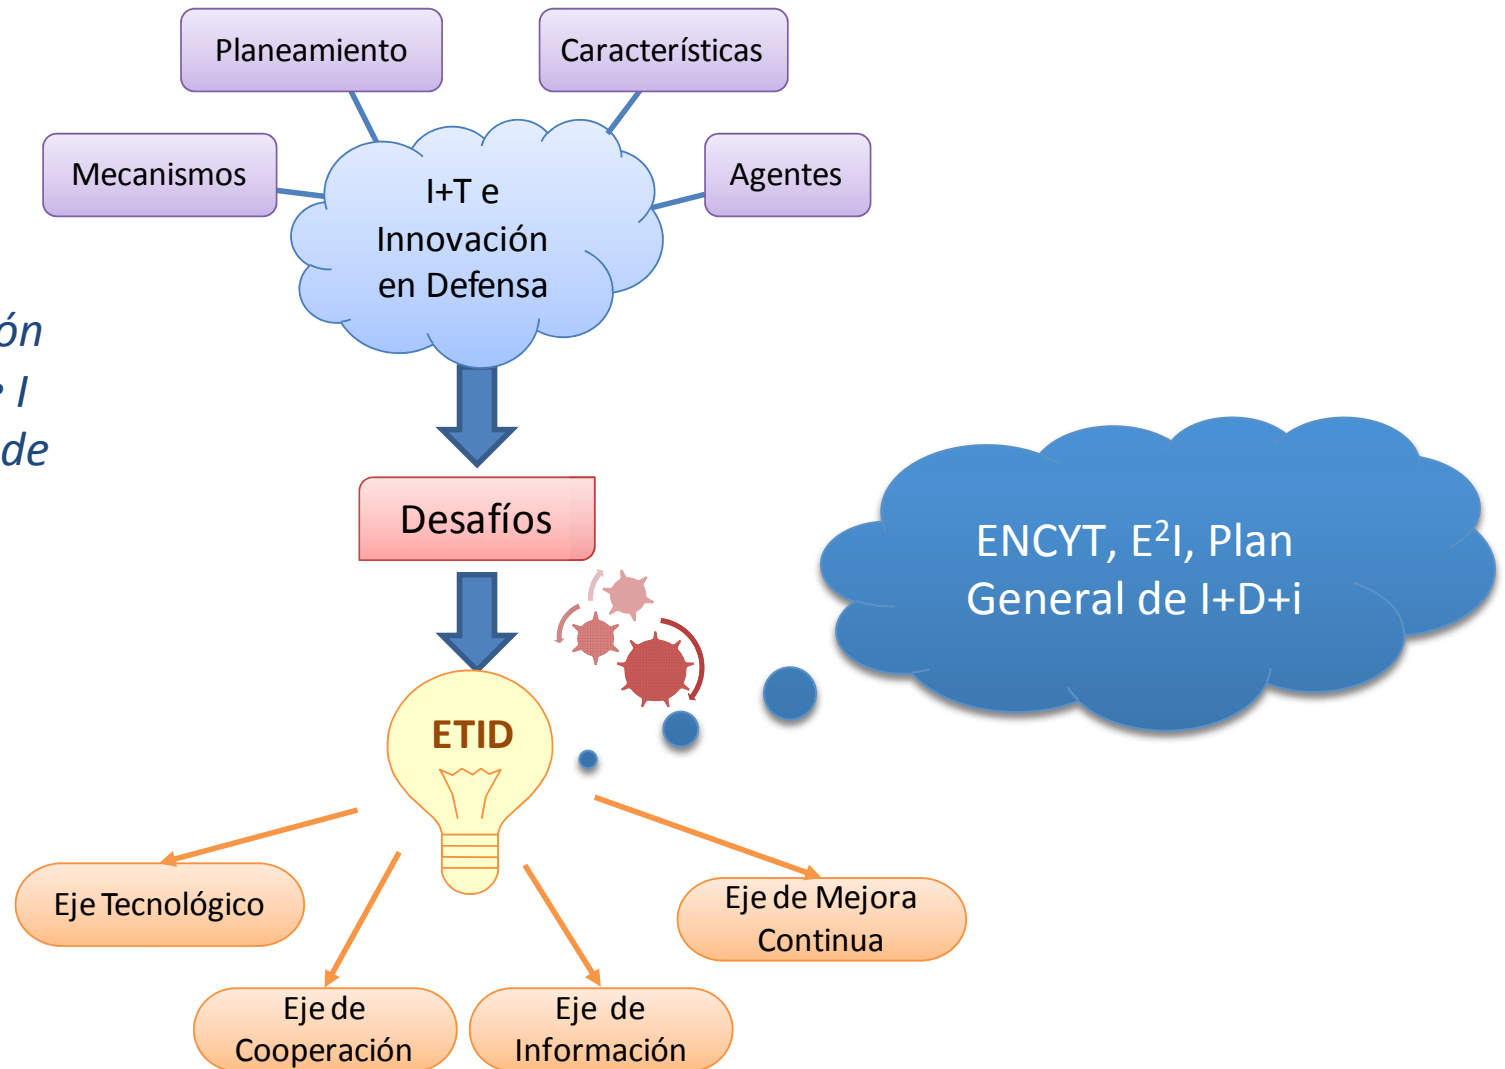 Planeamiento
Características
Mecanismos
Agentes
I+T e
Innovación
en Defensa
ón
e I
de
Desafíos
ENCYT, E²I, Plan
General de I+D+i
ETID
Eje Tecnológico
Eje de Mejora
Continua
Eje de
Cooperación
Eje de
Información